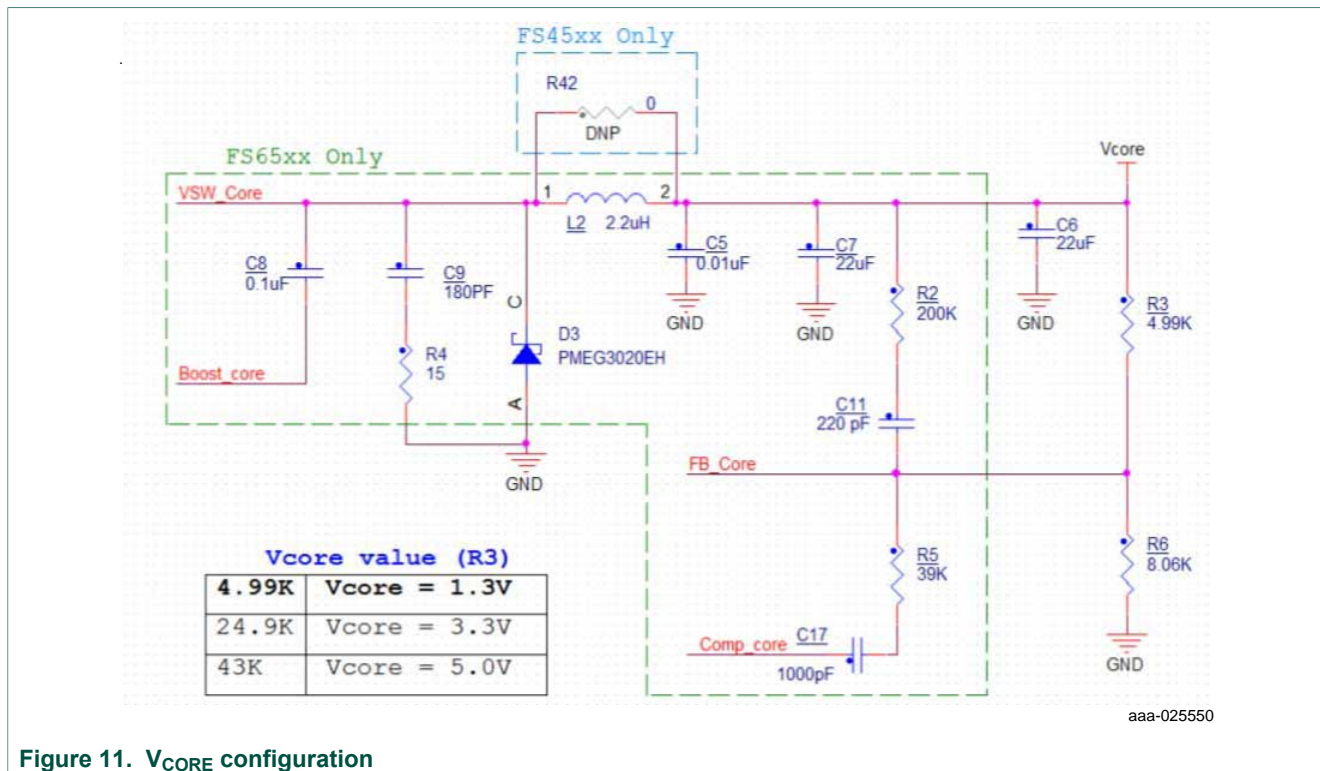 FS45xx Only
R42
0
DNP
FS65xx Only
Vcore
VSW_Core
1
2
L2 2.2uH
C8
0.1uF
C9
180PF
C5
0.01uF
C7
22uF
C6
22uF
GND
GND
GND
R2
200K
R3
4.99K
C
D3
PMEG3020EH
A
R4
15
Boost_core
C11
220 pF
FB_Core
GND
R5
39K
R6
8.06K
Comp_core
C17
1000pF
GND
Vcore value (R3)
4.99K Vcore = 1.3V
24.9K Vcore = 3.3V
43K Vcore = 5.0V
aaa-025550
Figure 11. VCORE configuration